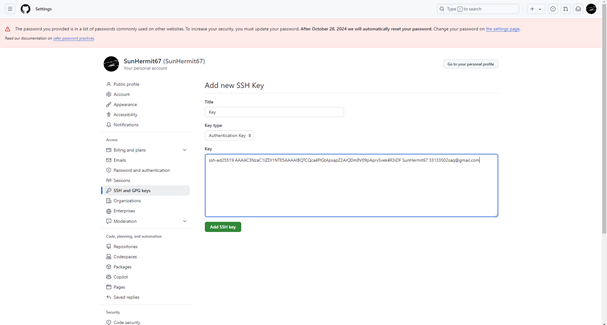 Settings
Type / to search
The password you provided is in a list of passwords commonly used on other websites. To increase your security, you must update your password. After October 28, 2024 we will automatically reset your password. Change your password on the settings page.
Read our documentation on safer password practices.
SunHermit67 (SunHermit67)
Your personal account
Go to your personal profile
Public profile
Account
Appearance
Accessibility
Notifications
Access
Billing and plans
Emails
Password and authentication
Sessions
SSH and GPG keys
Organizations
Enterprises
Moderation
Code, planning, and automation
Repositories
Codespaces
Packages
Copilot
Pages
Saved replies
Security
Code security
Add new SSH Key
Title
Key
Key type
Authentication Key
Key
ssh-ed25519 SunHermit67
Add SSH key